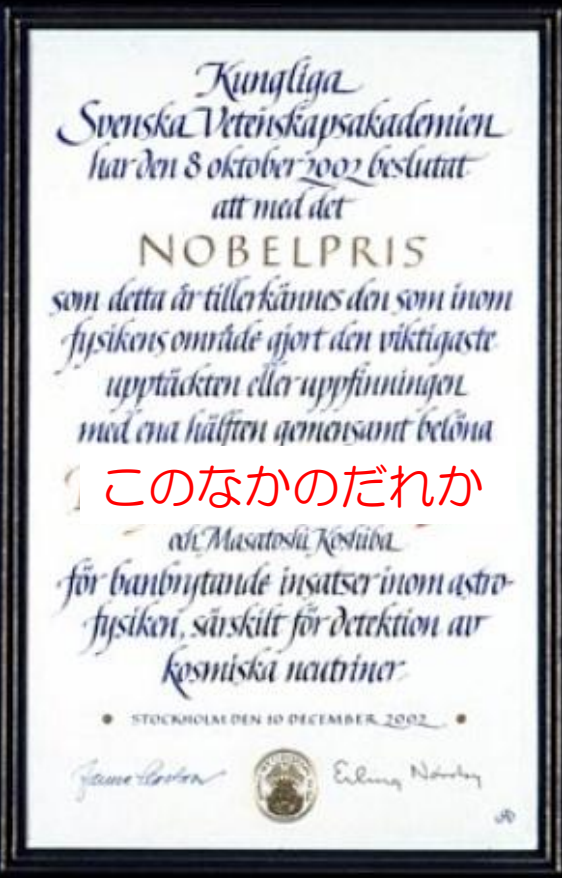 Kungliga
Svenska Vetenskapsakademien
har den 8 oktober 2002 beslutat
att med det
NOBELPRIS
som detta år tillerkännes den som inom
fysikens område gjort den viktigaste
upptäckten eller uppfinningen
med ena hälften gemensamt belöna
このなかのだれか
och Masatoshi Koshiba
för banbrytande insatser inom astro-
fysiken, särskilt för detektion av
kosmiska neutriner
STOCKHOLM DEN 10 DECEMBER 2002
Erling Norrby